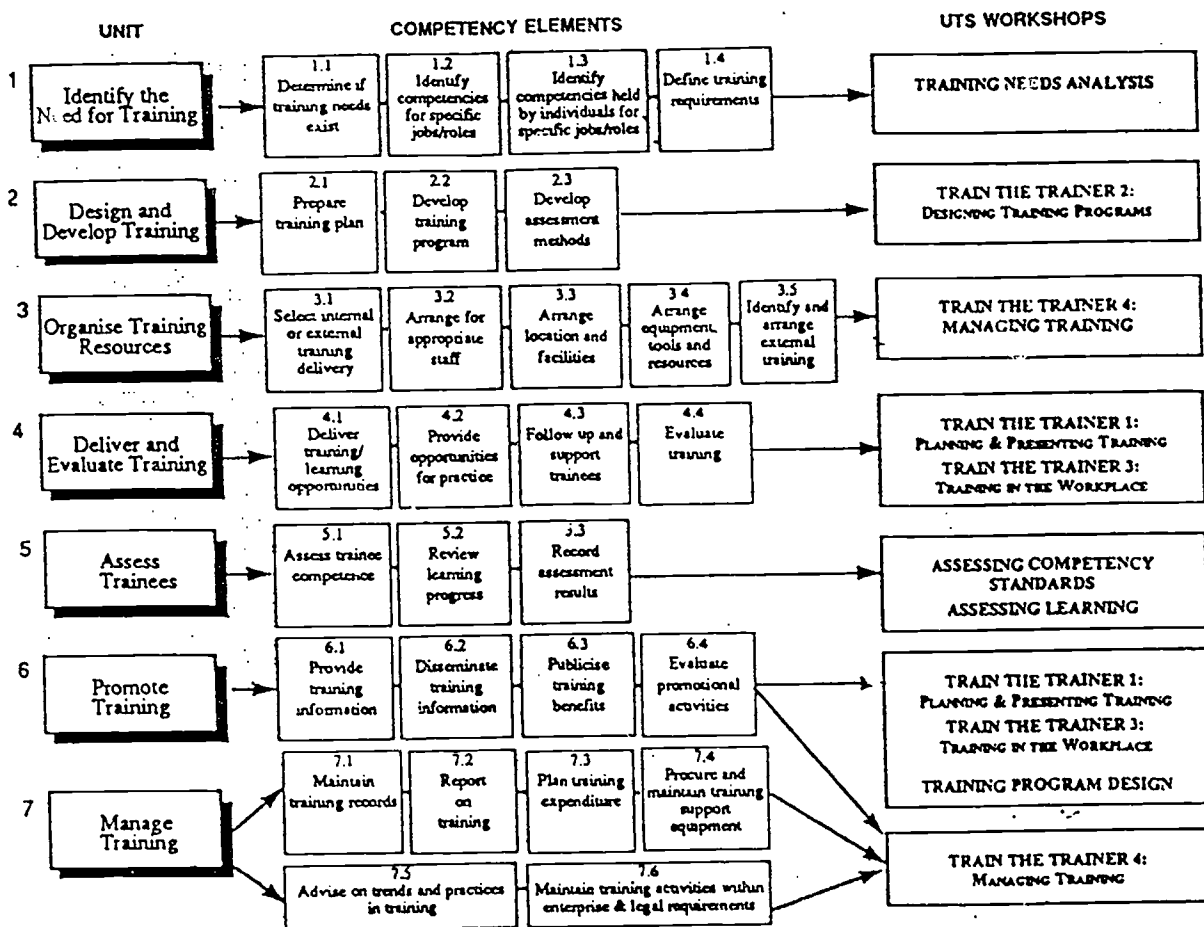 UNIT
COMPETENCY ELEMENTS
UTS WORKSHOPS
1
Identify the
Need for Training
1.1
Determine if
training needs
exist
1.2
Identify
competencies
for specific
jobs/roles
1.3
Identify
competencies held
by individuals for
specific jobs/roles
1.4
Define training
requirements
TRAINING NEEDS ANALYSIS
2
Design and
Develop Training
2.1
Prepare
training plan
2.2
Develop
training
program
2.3
Develop
assessment
methods
TRAIN THE TRAINER 2:
DESIGNING TRAINING PROGRAMS
3
Organise Training
Resources
3.1
Select internal
or external
training
delivery
3.2
Arrange for
appropriate
staff
3.3
Arrange
location and
facilities
3.4
Arrange
equipment,
tools and
resources
3.5
Identify and
arrange
external
training
TRAIN THE TRAINER 4:
MANAGING TRAINING
4
Deliver and
Evaluate Training
4.1
Deliver
training/
learning
opportunities
4.2
Provide
opportunities
for practice
4.3
Follow up and
support
trainees
4.4
Evaluate
training
TRAIN THE TRAINER 1:
PLANNING & PRESENTING TRAINING
TRAIN THE TRAINER 3:
TRAINING IN THE WORKPLACE
5
Assess
Trainees
5.1
Assess trainee
competence
5.2
Review
learning
progress
5.3
Record
assessment
results
ASSESSING COMPETENCY
STANDARDS
ASSESSING LEARNING
6
Promote
Training
6.1
Provide
training
information
6.2
Disseminate
training
information
6.3
Publicise
training
benefits
6.4
Evaluate
promotional
activities
TRAIN THE TRAINER 1:
PLANNING & PRESENTING TRAINING
TRAIN THE TRAINER 3:
TRAINING IN THE WORKPLACE
TRAINING PROGRAM DESIGN
7
Manage
Training
7.1
Maintain
training records
7.2
Report
on
training
7.3
Plan training
expenditure
7.4
Procure and
maintain training
support
equipment
7.5
Advise on trends and practices
in training
7.6
Maintain training activities within
enterprise & legal requirements
TRAIN THE TRAINER 4:
MANAGING TRAINING